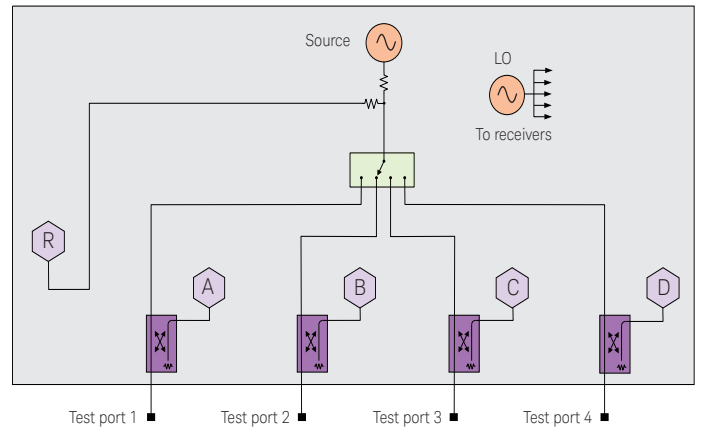 Source
LO
To receivers
R
A
B
C
D
Test port 1
Test port 2
Test port 3
Test port 4